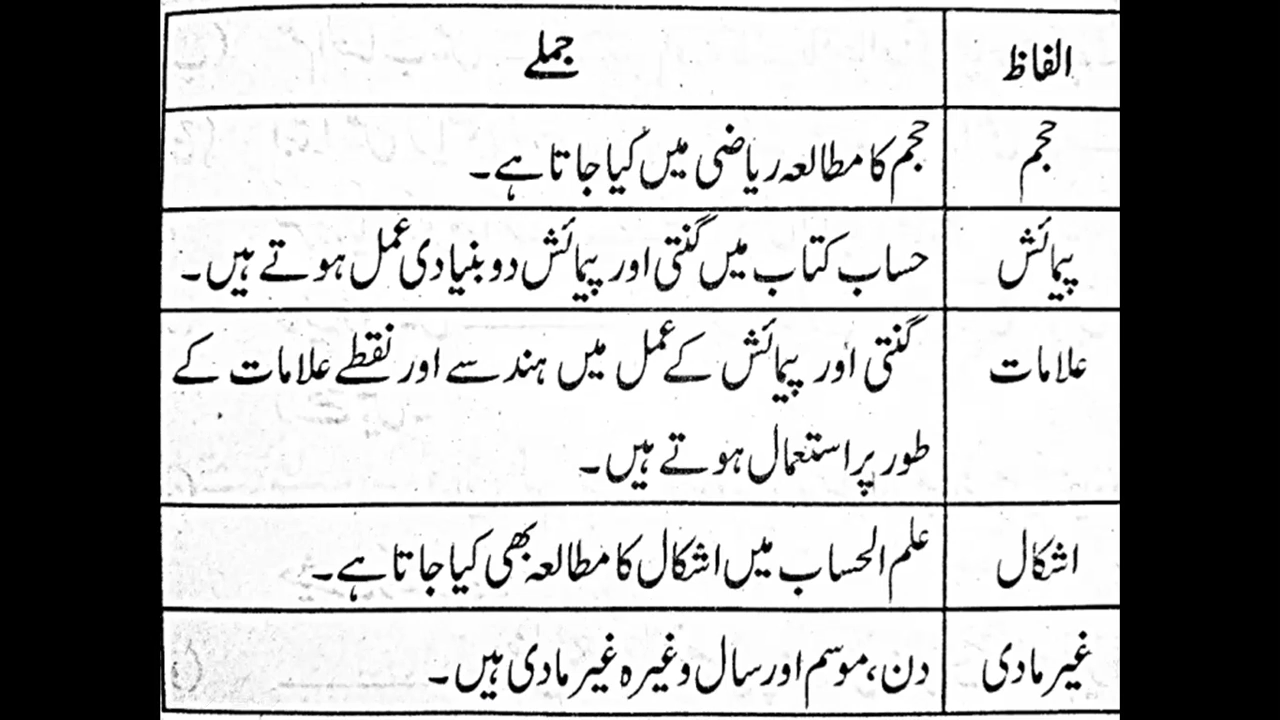 الفاظ جملے
حجم حجم کا مطالعہ ریاضی میں کیا جاتا ہے۔
پیمائش حساب کتاب میں گنتی اور پیمائش دو بنیادی عمل ہوتے ہیں۔
علامات گنتی اور پیمائش کے عمل میں ہندسے اور نقطے علامات کے
طور پر استعمال ہوتے ہیں۔
اشکال علم الحساب میں اشکال کا مطالعہ بھی کیا جاتا ہے۔
غیر مادی دن، موسم اور سال وغیرہ غیر مادی ہیں۔